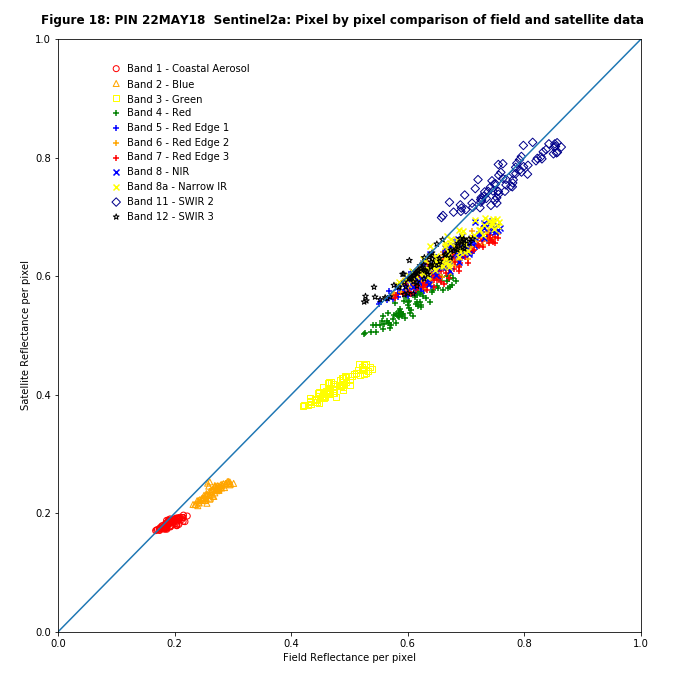 Figure 18: PIN 22MAY18  Sentinel2a: Pixel by pixel comparison of field and satellite data
1.0
Band 1 - Coastal Aerosol
Band 2 - Blue
Band 3 - Green
Band 4 - Red
Band 5 - Red Edge 1
Band 6 - Red Edge 2
Band 7 - Red Edge 3
Band 8 - NIR
Band 8a - Narrow IR
Band 11 - SWIR 2
Band 12 - SWIR 3
0.8
0.6
0.4
0.2
0.0
Satellite Reflectance per pixel
0.0 0.2 0.4 0.6 0.8 1.0
Field Reflectance per pixel